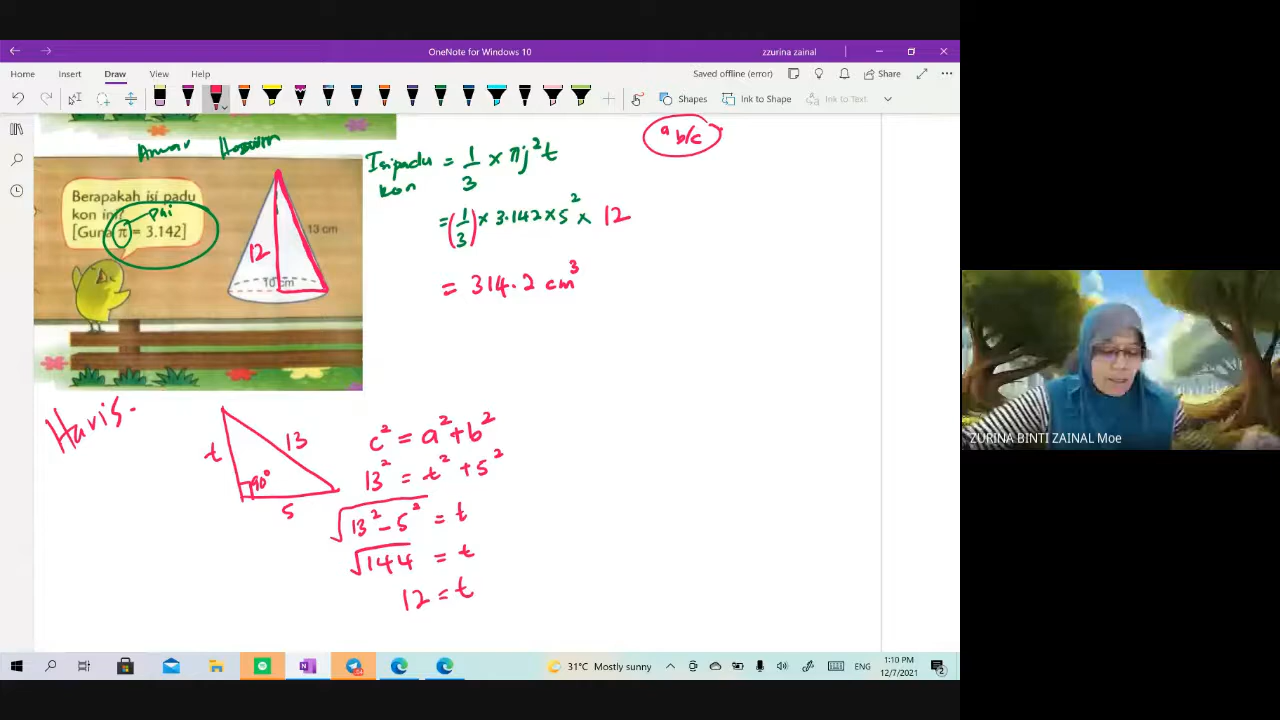 OneNote for Windows 10
zzurina zainal
Home Insert Draw View Help
Saved offline (error)
Share
Shapes
Ink to Shape
Ink to Text
a b/c
Berapakah isi padu
kon ini?
[Guna π = 3.142]
pai
13 cm
12
10 cm
Isipadu kon = 1/3 × πj²t
= (1/3) × 3.142 × 5² × 12
= 314.2 cm³
Haris.
t
13
90°
5
c² = a² + b²
13² = t² + 5²
√13² - 5² = t
√144 = t
12 = t
ZURINA BINTI ZAINAL Moe
31°C Mostly sunny
ENG
1:10 PM
12/7/2021
2